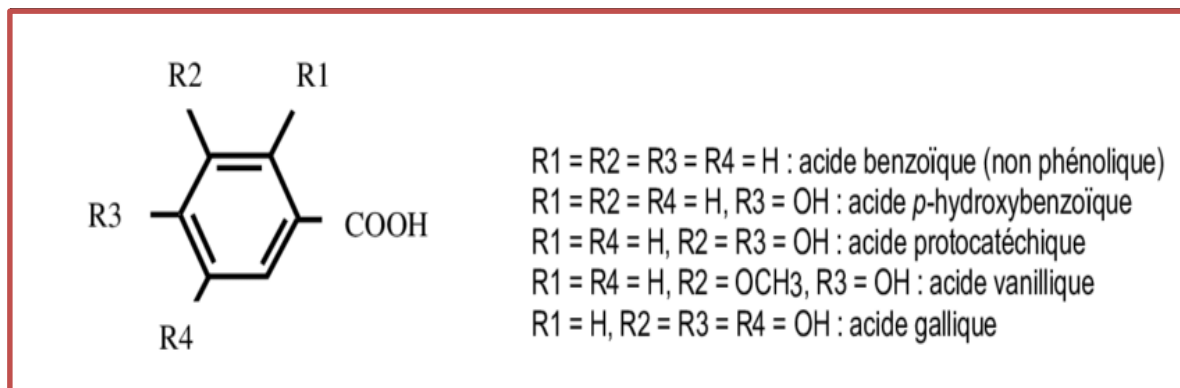 R2 R1
R3 COOH
R4
R1 = R2 = R3 = R4 = H : acide benzoïque (non phénolique)
R1 = R2 = R4 = H, R3 = OH : acide p-hydroxybenzoïque
R1 = R4 = H, R2 = R3 = OH : acide protocatéchique
R1 = R4 = H, R2 = OCH3, R3 = OH : acide vanillique
R1 = H, R2 = R3 = R4 = OH : acide gallique